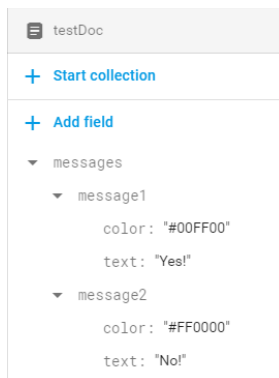 testDoc
+ Start collection
+ Add field
messages
message1
color: "#00FF00"
text: "Yes!"
message2
color: "#FF0000"
text: "No!"